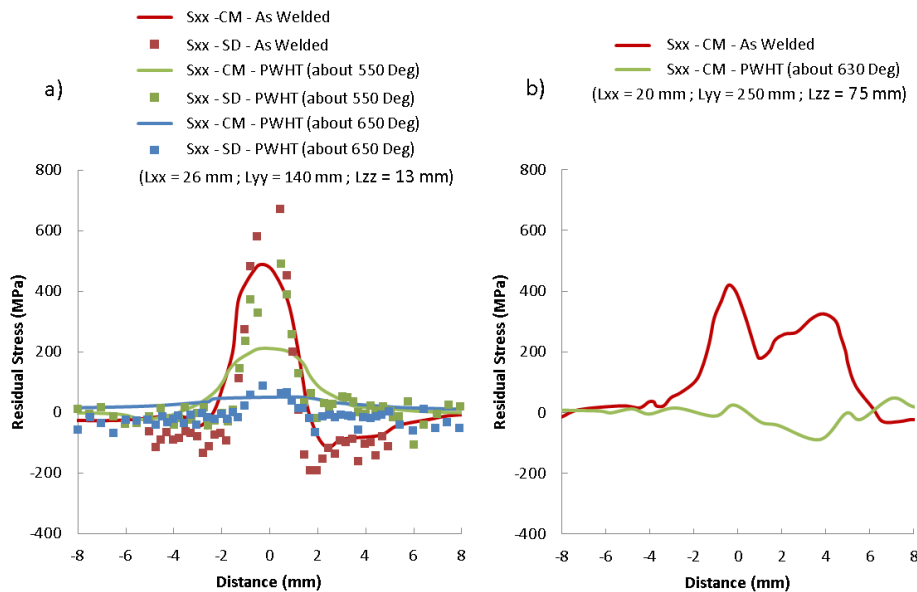 a)
Sxx -CM - As Welded
Sxx - SD - As Welded
Sxx - CM - PWHT (about 550 Deg)
Sxx - SD - PWHT (about 550 Deg)
Sxx - CM - PWHT (about 650 Deg)
Sxx - SD - PWHT (about 650 Deg)
(Lxx = 26 mm ; Lyy = 140 mm ; Lzz = 13 mm)
Residual Stress (MPa)
800
600
400
200
0
-200
-400
-8
-6
-4
-2
0
2
4
6
8
Distance (mm)
b)
Sxx - CM - As Welded
Sxx - CM - PWHT (about 630 Deg)
(Lxx = 20 mm ; Lyy = 250 mm ; Lzz = 75 mm)
Residual Stress (MPa)
800
600
400
200
0
-200
-400
-8
-6
-4
-2
0
2
4
6
8
Distance (mm)